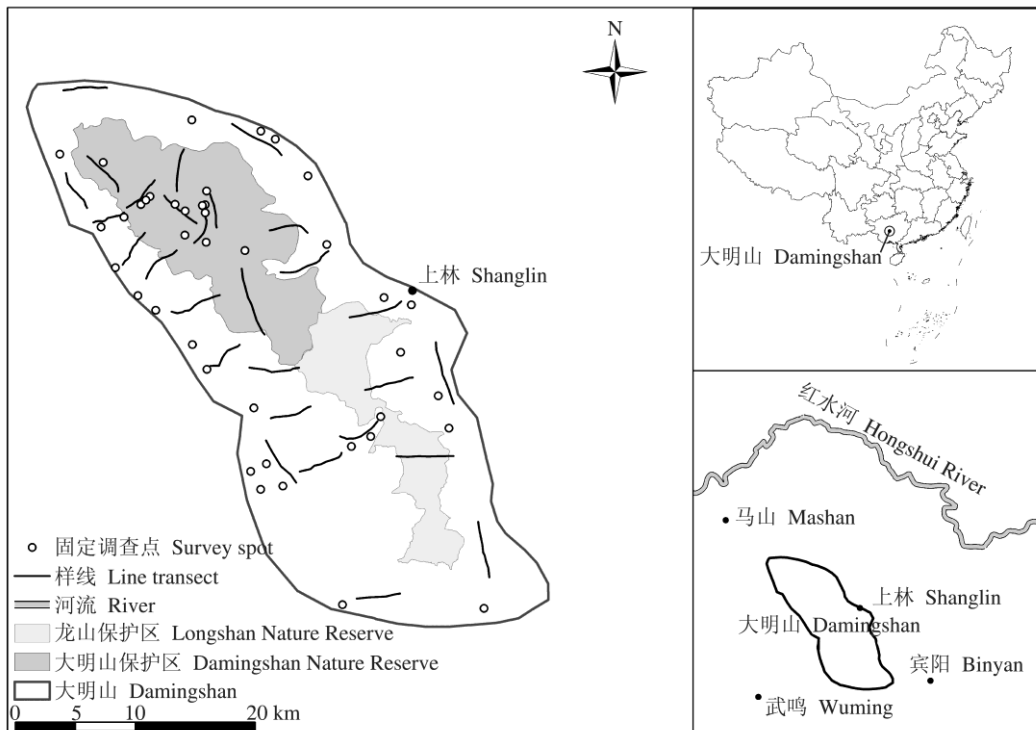 N
上林 Shanglin
固定调查点 Survey spot
样线 Line transect
河流 River
龙山保护区 Longshan Nature Reserve
大明山保护区 Damingshan Nature Reserve
大明山 Damingshan
0 10 20 km
大明山 Damingshan
红水河 Hongshui River
马山 Mashan
上林 Shanglin
大明山 Damingshan
宾阳 Binyan
武鸣 Wuming